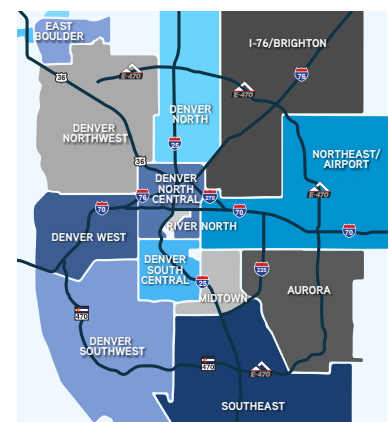 EAST
BOULDER
I-76/BRIGHTON
36
E-470
76
E-470
DENVER
NORTH
DENVER
NORTHWEST
25
NORTHEAST/
AIRPORT
36
DENVER
NORTH
CENTRAL
E-470
76
270
70
70
RIVER NORTH
70
DENVER WEST
DENVER
SOUTH
CENTRAL
225
25
MIDTOWN
AURORA
470
DENVER
SOUTHWEST
470
E-470
SOUTHEAST